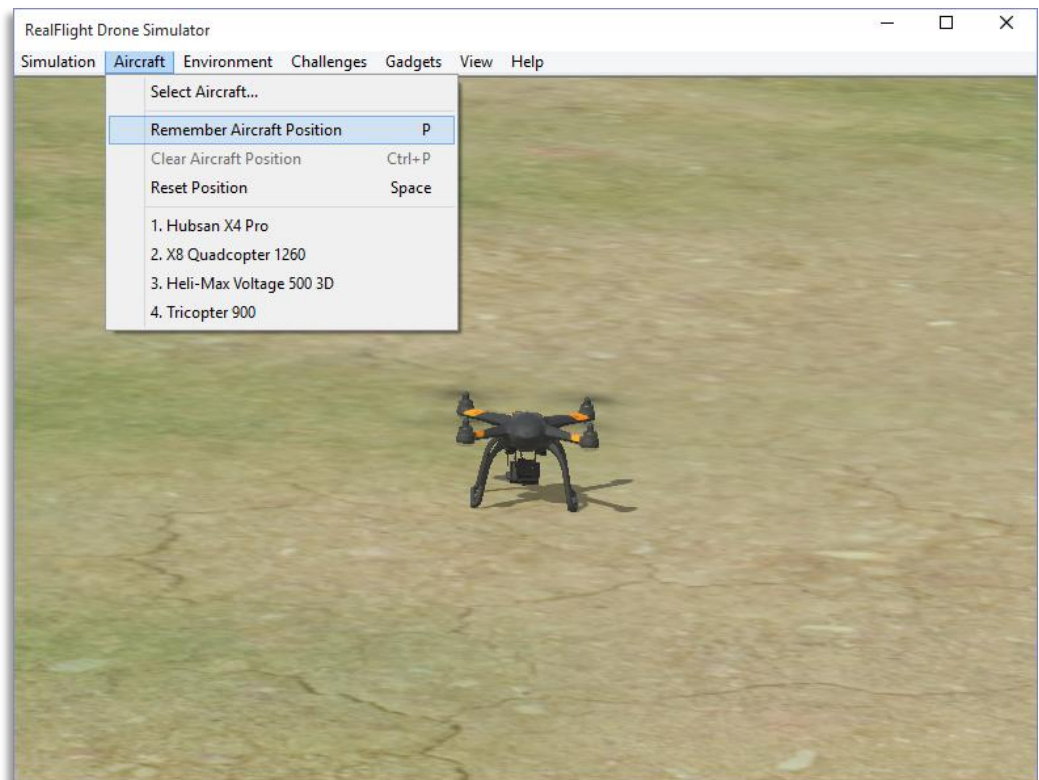 RealFlight Drone Simulator
Simulation Aircraft Environment Challenges Gadgets View Help
Select Aircraft...
Remember Aircraft Position P
Clear Aircraft Position Ctrl+P
Reset Position Space
1. Hubsan X4 Pro
2. X8 Quadcopter 1260
3. Heli-Max Voltage 500 3D
4. Tricopter 900